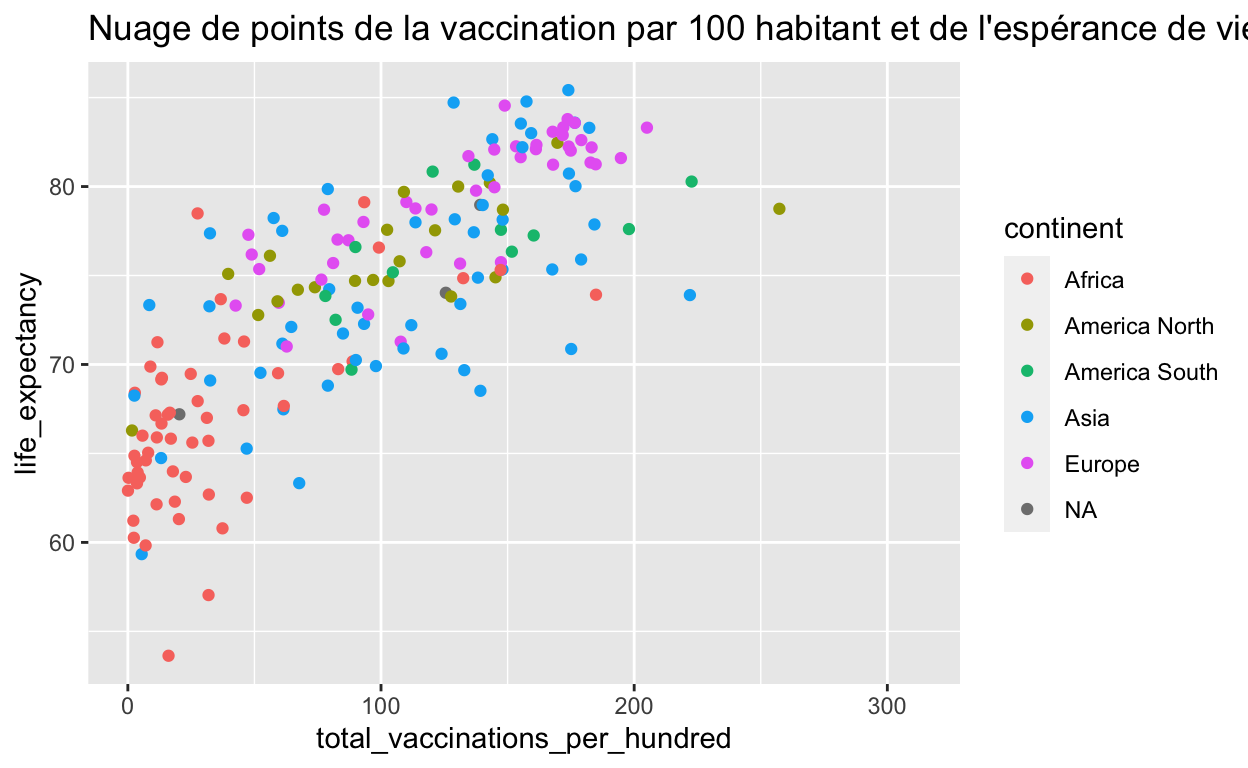 Nuage de points de la vaccination par 100 habitant et de l'espérance de vie
life_expectancy
80
70
60
0
100
200
300
total_vaccinations_per_hundred
continent
Africa
America North
America South
Asia
Europe
NA